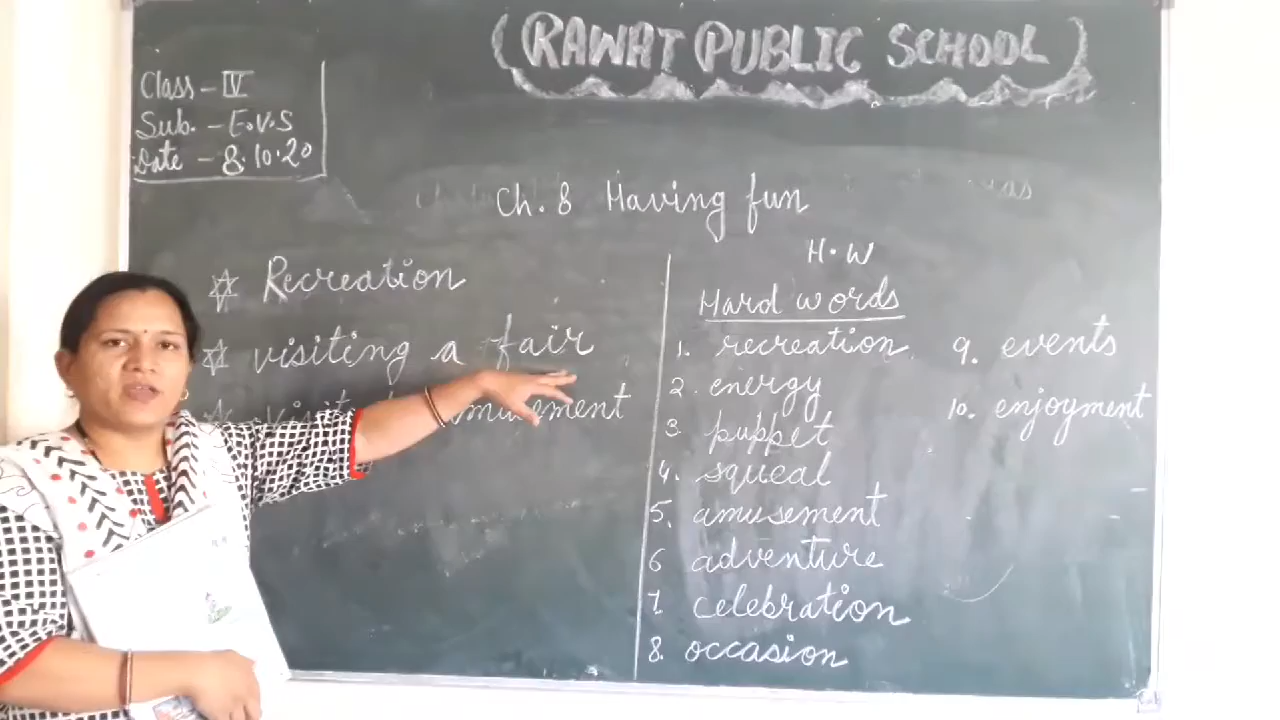 (RAWAT PUBLIC SCHOOL)
Class - IV
Sub. - E.V.S
Date - 8.10.20
Ch. 8 Having fun
Recreation
visiting a fair
amusement
H.W
Hard words
1. recreation
2. energy
3. puppet
4. squeal
5. amusement
6 adventure
7. celebration
8. occasion
9. events
10. enjoyment